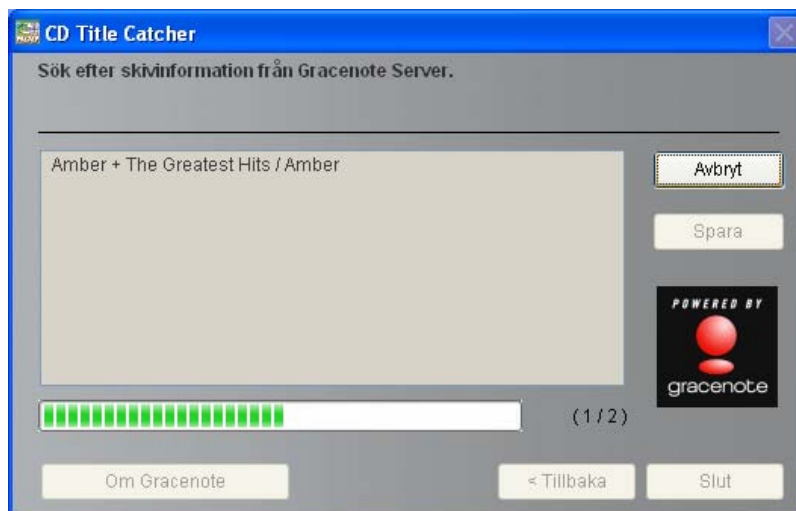 CD Title Catcher
Sök efter skivinformation från Gracenote Server.
Amber + The Greatest Hits / Amber
Avbryt
Spara
POWERED BY
gracenote
(1/2)
Om Gracenote
< Tillbaka
Slut